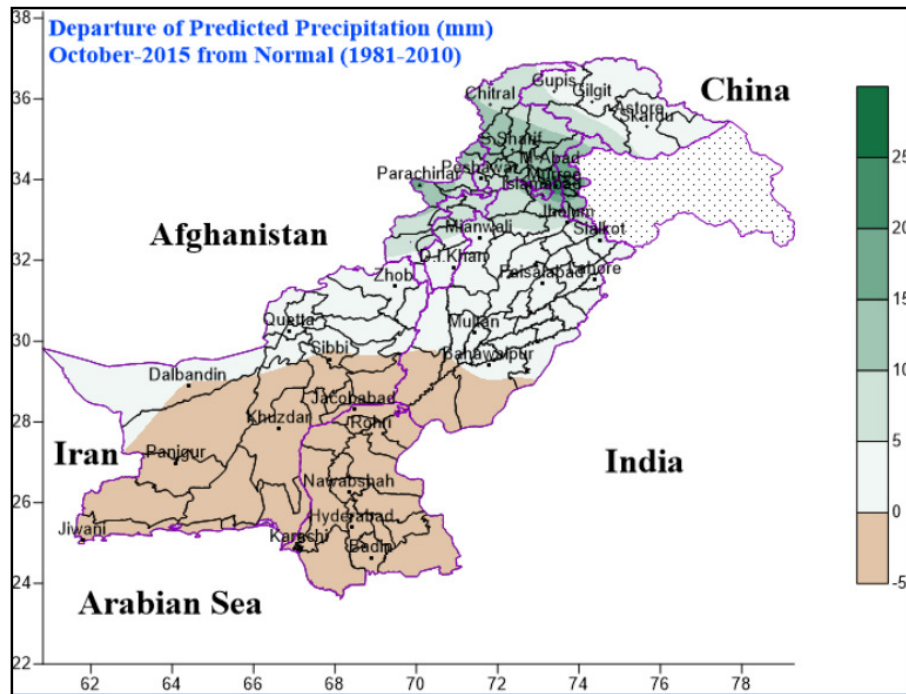 Departure of Predicted Precipitation (mm)
October-2015 from Normal (1981-2010)
38
36
34
32
30
28
26
24
22
62
64
66
68
70
72
74
76
78
China
Afghanistan
Iran
India
Arabian Sea
Gupis
Gilgit
Chitral
Astore
Skardu
S.Sharif
M-Abad
Peshawar
Murree
Parachinar
Islamabad
Jhelum
Mianwali
Sialkot
D.I.Khan
Zhob
Faisalabad
Lahore
Quetta
Multan
Sibbi
Bahawalpur
Dalbandin
Jacobabad
Khuzdar
Rohri
Panjgur
Nawabshah
Hyderabad
Jiwani
Karachi
Badin
25
20
15
10
5
0
-5